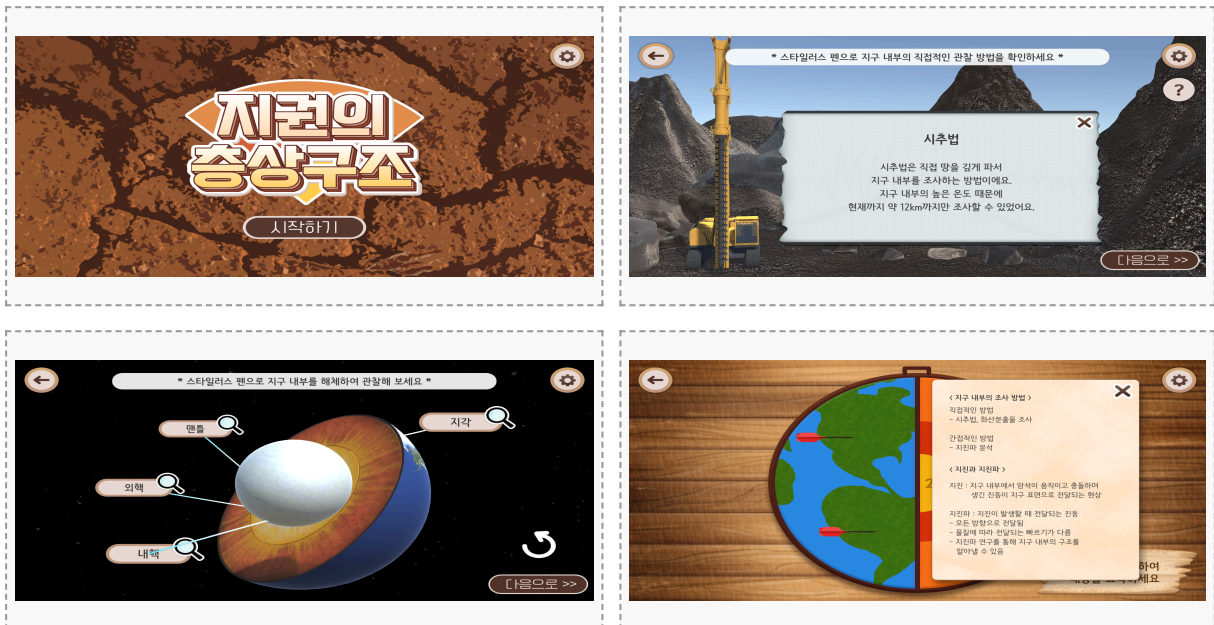 지권의
층상구조
시작하기
* 스타일러스 펜으로 지구 내부의 직접적인 관찰 방법을 확인하세요 *
?
시추법
시추법은 직접 땅을 깊게 파서
지구 내부를 조사하는 방법이에요.
지구 내부의 높은 온도 때문에
현재까지 약 12km까지만 조사할 수 있었어요.
다음으로 >>
* 스타일러스 펜으로 지구 내부를 해체하여 관찰해 보세요 *
맨틀
지각
외핵
내핵
다음으로 >>
< 지구 내부의 조사 방법 >
직접적인 방법
- 시추법, 화산분출물 조사
간접적인 방법
- 지진파 분석
< 지진과 지진파 >
지진 : 지구 내부에서 암석이 움직이고 충돌하며
생긴 진동이 지구 표면으로 전달되는 현상
지진파 : 지진이 발생할 때 전달되는 진동
- 모든 방향으로 전달됨
- 물질에 따라 전달되는 빠르기가 다름
- 지진파 연구를 통해 지구 내부의 구조를
알아낼 수 있음
2
하여
세요